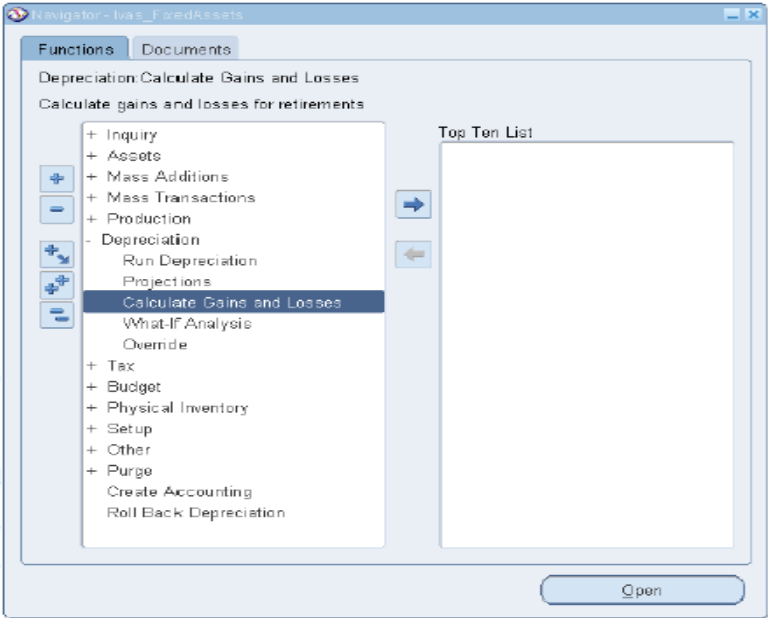 Navigator - Ivas_FixedAssets
Functions Documents
Depreciation:Calculate Gains and Losses
Calculate gains and losses for retirements
+ Inquiry
+ Assets
+ Mass Additions
+ Mass Transactions
+ Production
- Depreciation
Run Depreciation
Projections
Calculate Gains and Losses
What-If Analysis
Override
+ Tax
+ Budget
+ Physical Inventory
+ Setup
+ Other
+ Purge
Create Accounting
Roll Back Depreciation
Top Ten List
Open